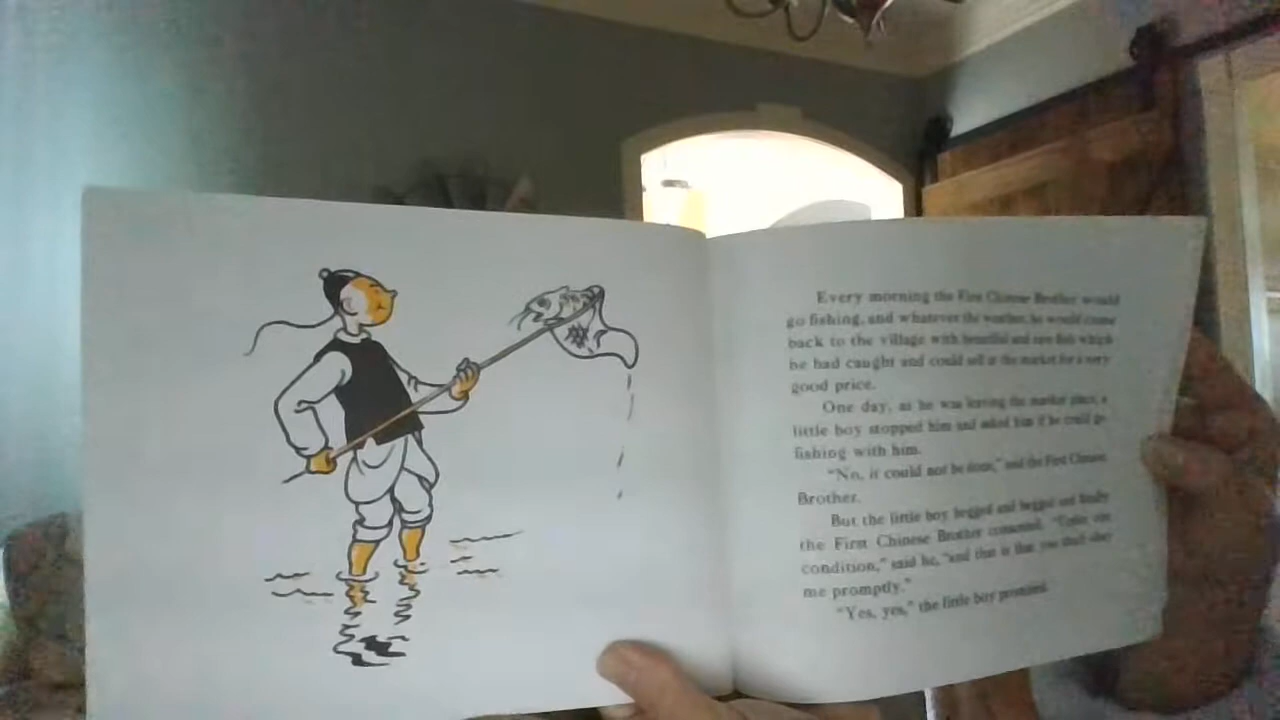 Every morning the First Chinese Brother would
go fishing, and whatever the weather, he would come
back to the village with beautiful and rare fish which
he had caught and could sell at the market for a very
good price.
One day, as he was leaving the market place, a
little boy stopped him and asked him if he could go
fishing with him.
"No, it could not be done," said the First Chinese
Brother.
But the little boy begged and begged and finally
the First Chinese Brother consented. "Under one
condition," said he, "and that is that you shall obey
me promptly."
"Yes, yes," the little boy promised.